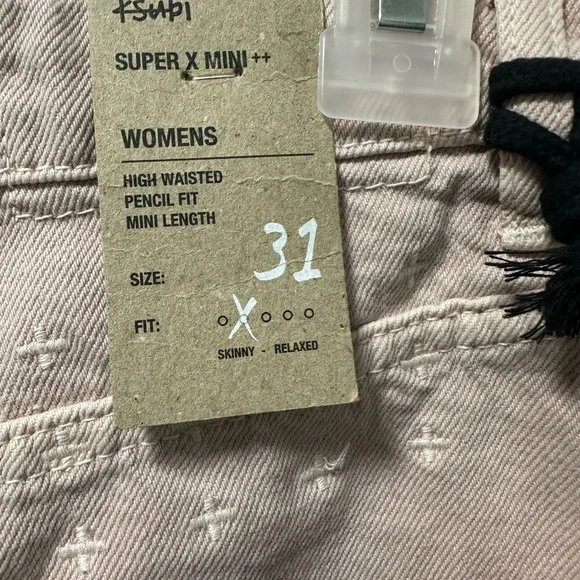 Ksubi
SUPER X MINI ++
WOMENS
HIGH WAISTED
PENCIL FIT
MINI LENGTH
SIZE: 31
FIT: X
SKINNY - RELAXED